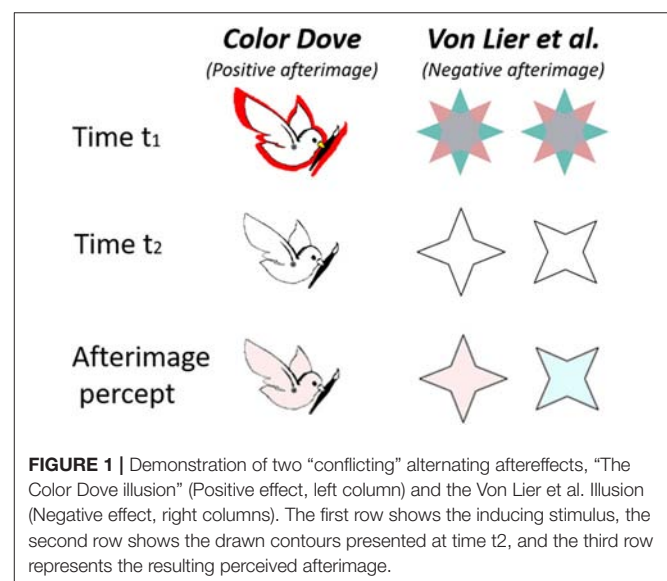 Color Dove Von Lier et al.
(Positive afterimage) (Negative afterimage)
Time t1
Time t2
Afterimage
percept
FIGURE 1 | Demonstration of two “conflicting” alternating aftereffects, “The
Color Dove illusion” (Positive effect, left column) and the Von Lier et al. Illusion
(Negative effect, right columns). The first row shows the inducing stimulus, the
second row shows the drawn contours presented at time t2, and the third row
represents the resulting perceived afterimage.